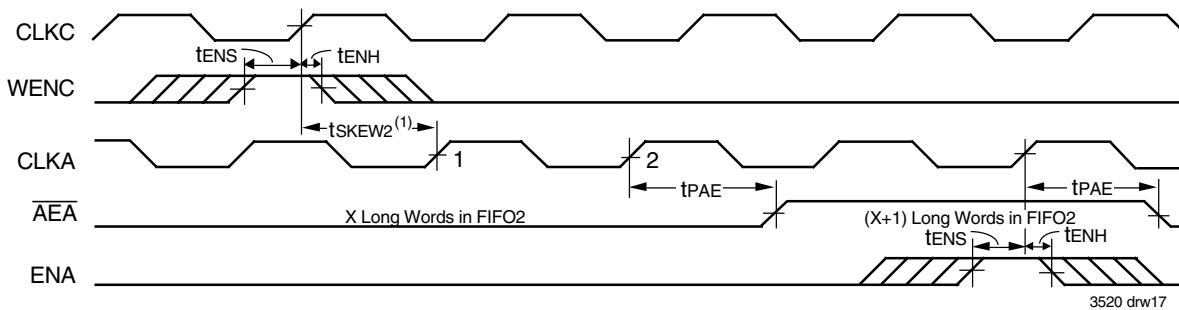 CLKC
tENS
tENH
WENC
tSKEW2(1)
CLKA
1
2
tPAE
tPAE
AEA
X Long Words in FIFO2
(X+1) Long Words in FIFO2
tENS
tENH
ENA
3520 drw17